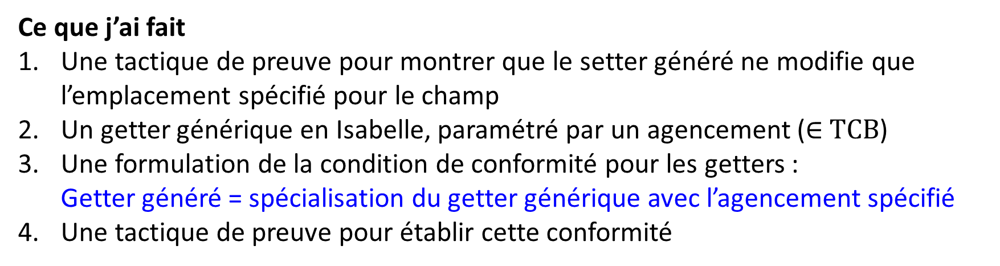 Ce que j’ai fait
1. Une tactique de preuve pour montrer que le setter généré ne modifie que
l’emplacement spécifié pour le champ
2. Un getter générique en Isabelle, paramétré par un agencement (∈ TCB)
3. Une formulation de la condition de conformité pour les getters :
Getter généré = spécialisation du getter générique avec l’agencement spécifié
4. Une tactique de preuve pour établir cette conformité